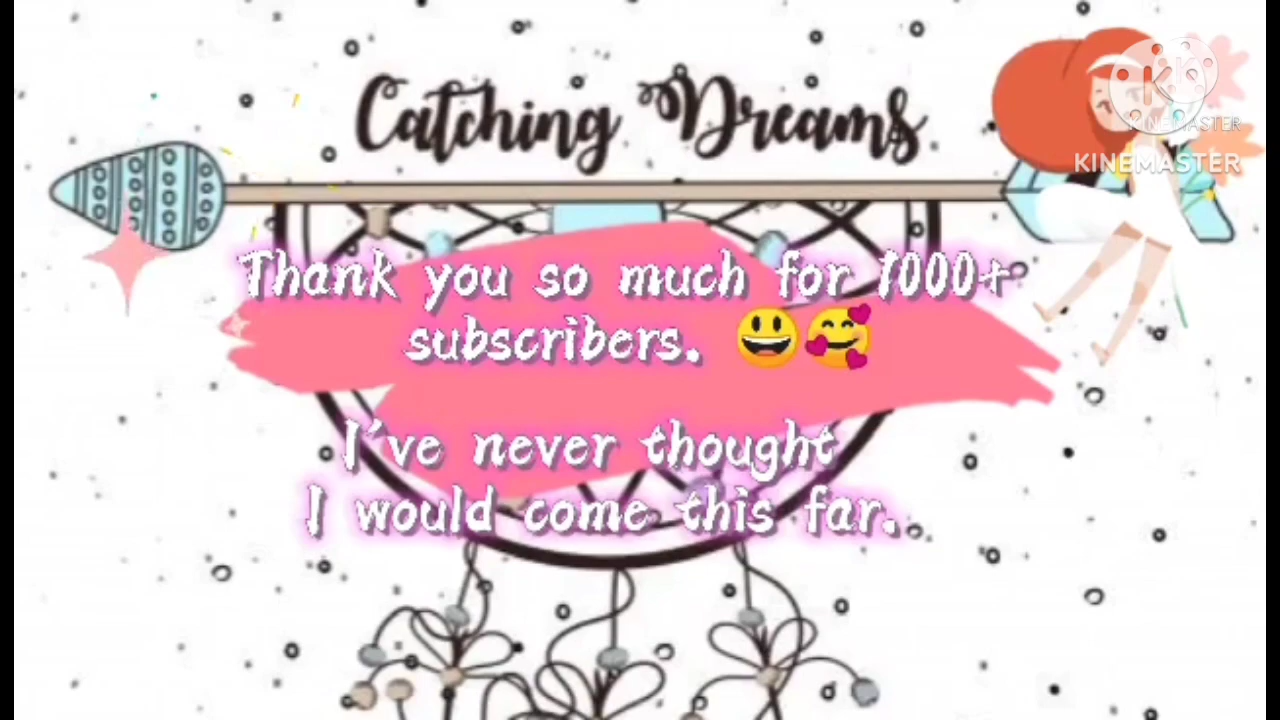 Catching Dreams
KINEMASTER
KINEMASTER
Thank you so much for 1000+
subscribers. 😃🥰
I've never thought
I would come this far.